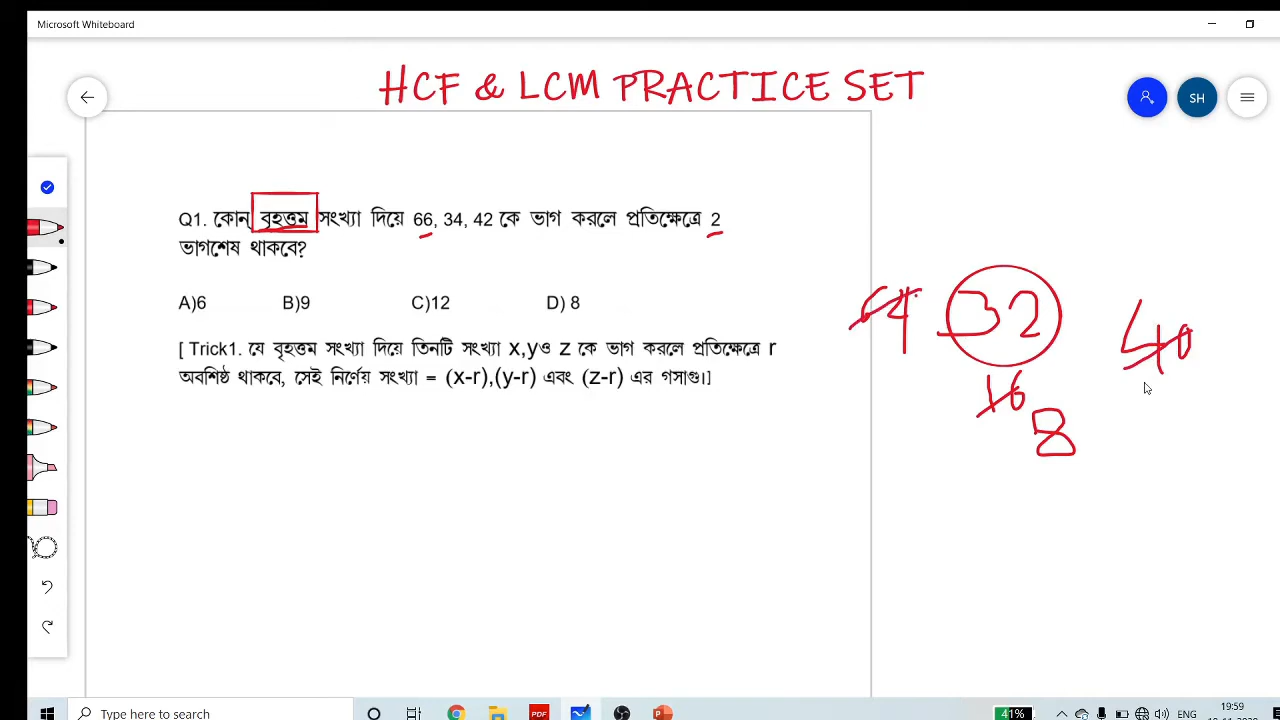 Microsoft Whiteboard
HCF & LCM PRACTICE SET
SH
Q1. কোন্ বৃহত্তম সংখ্যা দিয়ে 66, 34, 42 কে ভাগ করলে প্রতিক্ষেত্রে 2
ভাগশেষ থাকবে?
A)6 B)9 C)12 D) 8
64 32 40
16
8
[ Trick1. যে বৃহত্তম সংখ্যা দিয়ে তিনটি সংখ্যা x,yও z কে ভাগ করলে প্রতিক্ষেত্রে r
অবশিষ্ঠ থাকবে, সেই নির্ণেয় সংখ্যা = (x-r),(y-r) এবং (z-r) এর গসাগু।]
Type here to search
PDF
41%
ENG
19:59